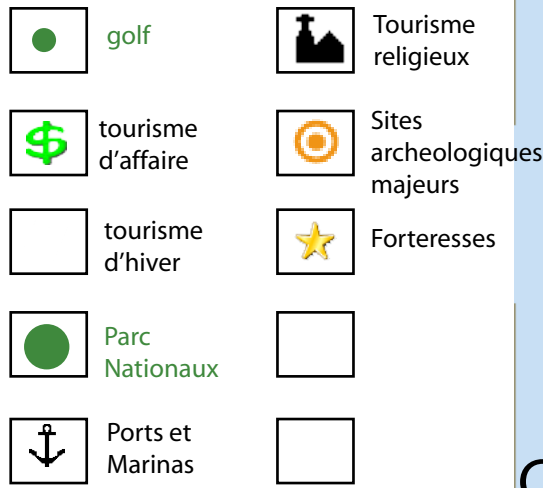 golf
tourisme
d'affaire
tourisme
d'hiver
Parc
Nationaux
Ports et
Marinas
Tourisme
religieux
Sites
archeologiques
majeurs
Forteresses